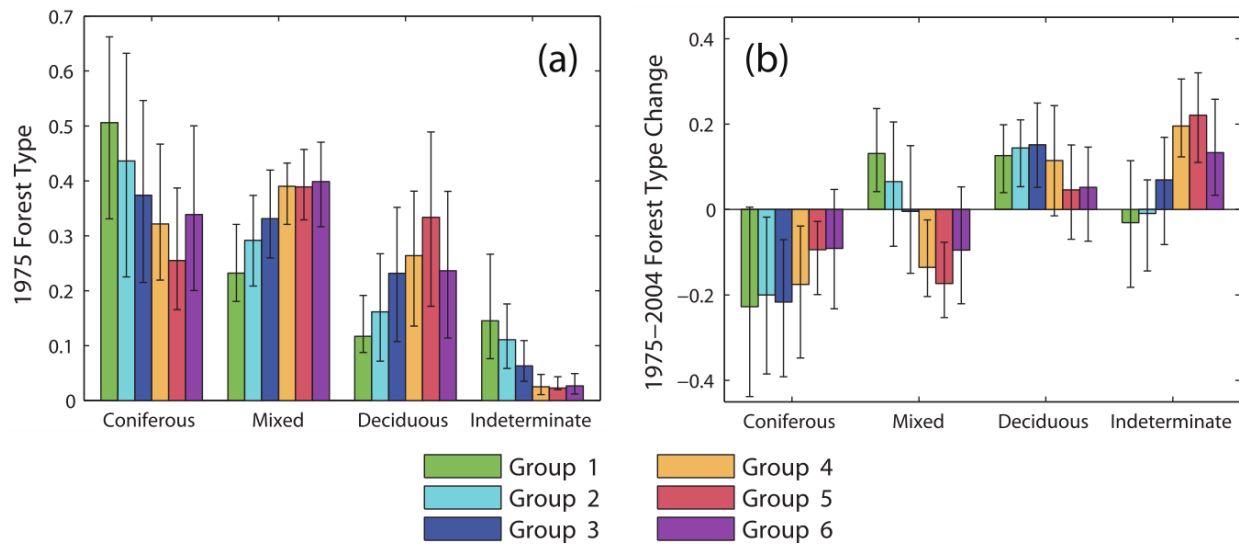 (a)
1975 Forest Type
0.7
0.6
0.5
0.4
0.3
0.2
0.1
0
Coniferous Mixed Deciduous Indeterminate
(b)
1975−2004 Forest Type Change
0.4
0.2
0
−0.2
−0.4
Coniferous Mixed Deciduous Indeterminate
Group 1
Group 2
Group 3
Group 4
Group 5
Group 6